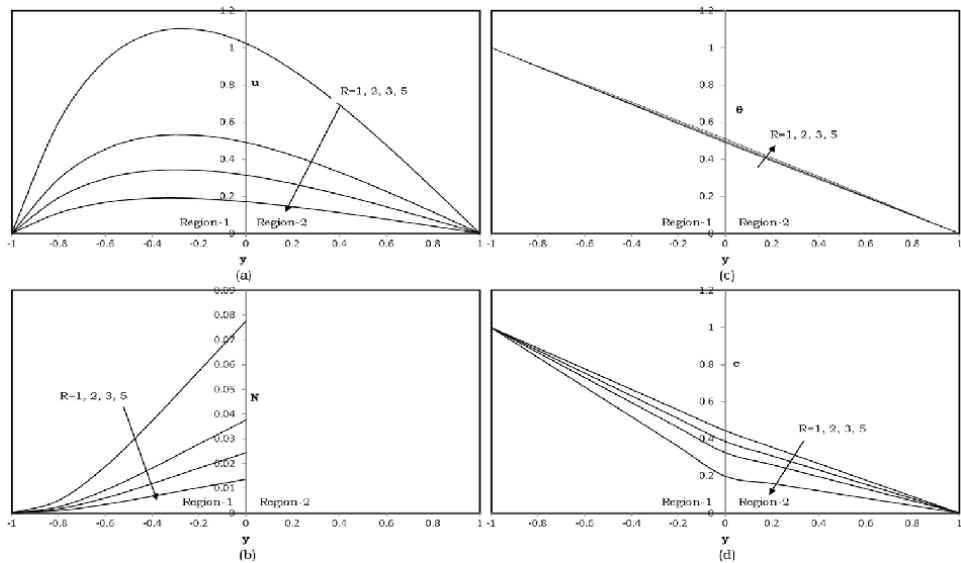 1.2
1
0.8
0.6
0.4
0.2
0
u
R=1, 2, 3, 5
Region-1 Region-2
-1 -0.8 -0.6 -0.4 -0.2 0 0.2 0.4 0.6 0.8 1
y
(a)
1.2
1
0.8
0.6
0.4
0.2
0
θ
R=1, 2, 3, 5
Region-1 Region-2
-1 -0.8 -0.6 -0.4 -0.2 0 0.2 0.4 0.6 0.8 1
y
(c)
0.09
0.08
0.07
0.06
0.05
0.04
0.03
0.02
0.01
0
N
R=1, 2, 3, 5
Region-1 Region-2
-1 -0.8 -0.6 -0.4 -0.2 0 0.2 0.4 0.6 0.8 1
y
(b)
1.2
1
0.8
0.6
0.4
0.2
0
c
R=1, 2, 3, 5
Region-1 Region-2
-1 -0.8 -0.6 -0.4 -0.2 0 0.2 0.4 0.6 0.8 1
y
(d)